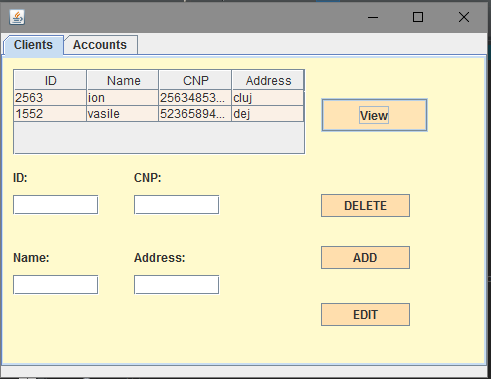 Clients Accounts
ID Name CNP Address
2563 ion 25634853... cluj
1552 vasile 52365894... dej
View
ID: CNP:
DELETE
Name: Address:
ADD
EDIT